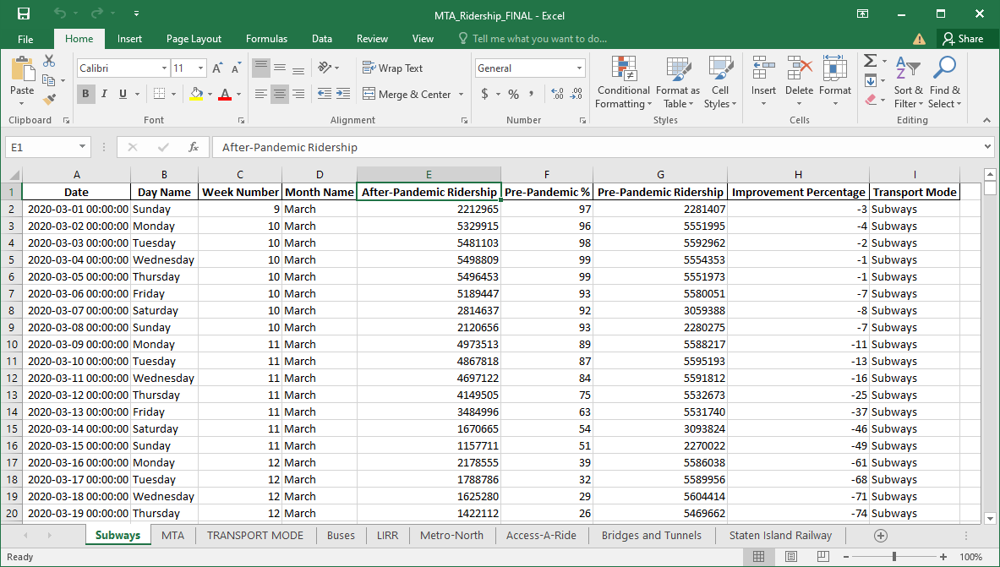 MTA_Ridership_FINAL - Excel
File Home Insert Page Layout Formulas Data Review View Tell me what you want to do... Share
Paste Calibri 11 B I U Wrap Text Merge & Center General $ % , Conditional Formatting Format as Table Cell Styles Insert Delete Format Sort & Filter Find & Select
Clipboard Font Alignment Number Styles Cells Editing
E1 fx After-Pandemic Ridership
A B C D E F G H I
1 Date Day Name Week Number Month Name After-Pandemic Ridership Pre-Pandemic % Pre-Pandemic Ridership Improvement Percentage Transport Mode
2 2020-03-01 00:00:00 Sunday 9 March 2212965 97 2281407 -3 Subways
3 2020-03-02 00:00:00 Monday 10 March 5329915 96 5551995 -4 Subways
4 2020-03-03 00:00:00 Tuesday 10 March 5481103 98 5592962 -2 Subways
5 2020-03-04 00:00:00 Wednesday 10 March 5498809 99 5554353 -1 Subways
6 2020-03-05 00:00:00 Thursday 10 March 5496453 99 5551973 -1 Subways
7 2020-03-06 00:00:00 Friday 10 March 5189447 93 5580051 -7 Subways
8 2020-03-07 00:00:00 Saturday 10 March 2814637 92 3059388 -8 Subways
9 2020-03-08 00:00:00 Sunday 10 March 2120656 93 2280275 -7 Subways
10 2020-03-09 00:00:00 Monday 11 March 4973513 89 5588217 -11 Subways
11 2020-03-10 00:00:00 Tuesday 11 March 4867818 87 5595193 -13 Subways
12 2020-03-11 00:00:00 Wednesday 11 March 4697122 84 5591812 -16 Subways
13 2020-03-12 00:00:00 Thursday 11 March 4149505 75 5532673 -25 Subways
14 2020-03-13 00:00:00 Friday 11 March 3484996 63 5531740 -37 Subways
15 2020-03-14 00:00:00 Saturday 11 March 1670665 54 3093824 -46 Subways
16 2020-03-15 00:00:00 Sunday 11 March 1157711 51 2270022 -49 Subways
17 2020-03-16 00:00:00 Monday 12 March 2178555 39 5586038 -61 Subways
18 2020-03-17 00:00:00 Tuesday 12 March 1788786 32 5589956 -68 Subways
19 2020-03-18 00:00:00 Wednesday 12 March 1625280 29 5604414 -71 Subways
20 2020-03-19 00:00:00 Thursday 12 March 1422112 26 5469662 -74 Subways
Subways MTA TRANSPORT MODE Buses LIRR Metro-North Access-A-Ride Bridges and Tunnels Staten Island Railway
Ready 100%